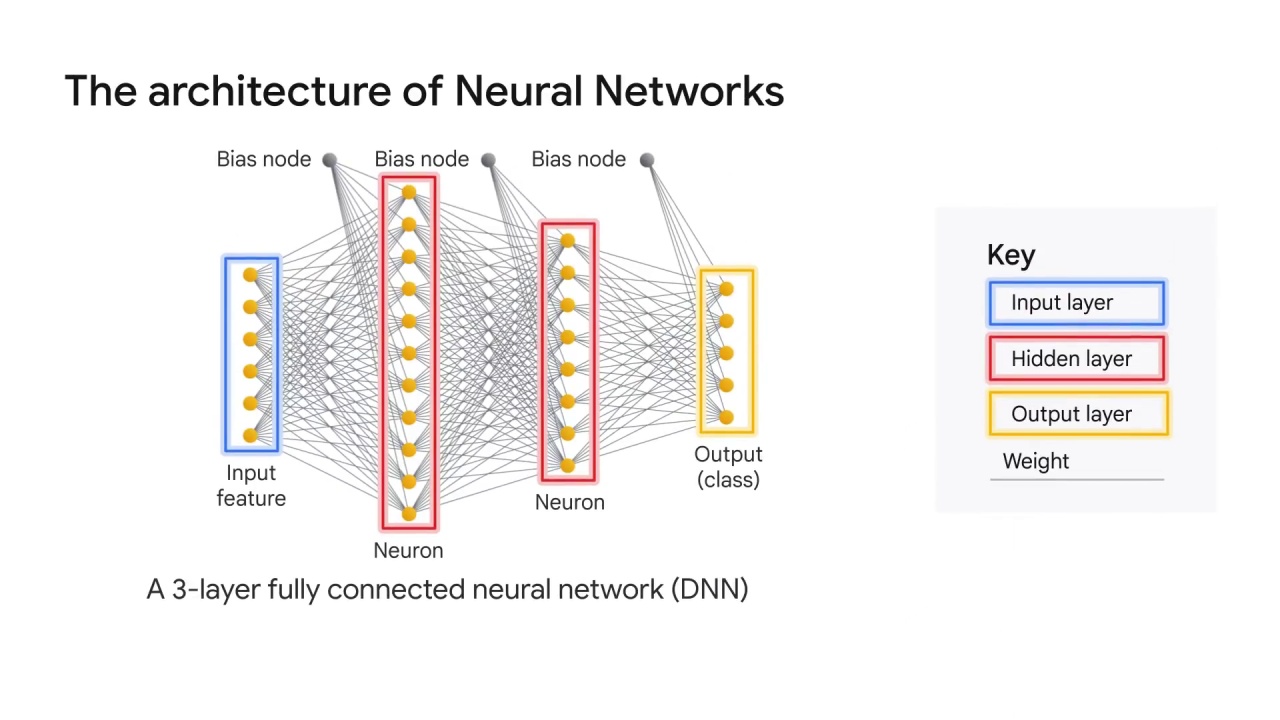 The architecture of Neural Networks
Bias node
Bias node
Bias node
Input
feature
Neuron
Neuron
Output
(class)
A 3-layer fully connected neural network (DNN)
Key
Input layer
Hidden layer
Output layer
Weight